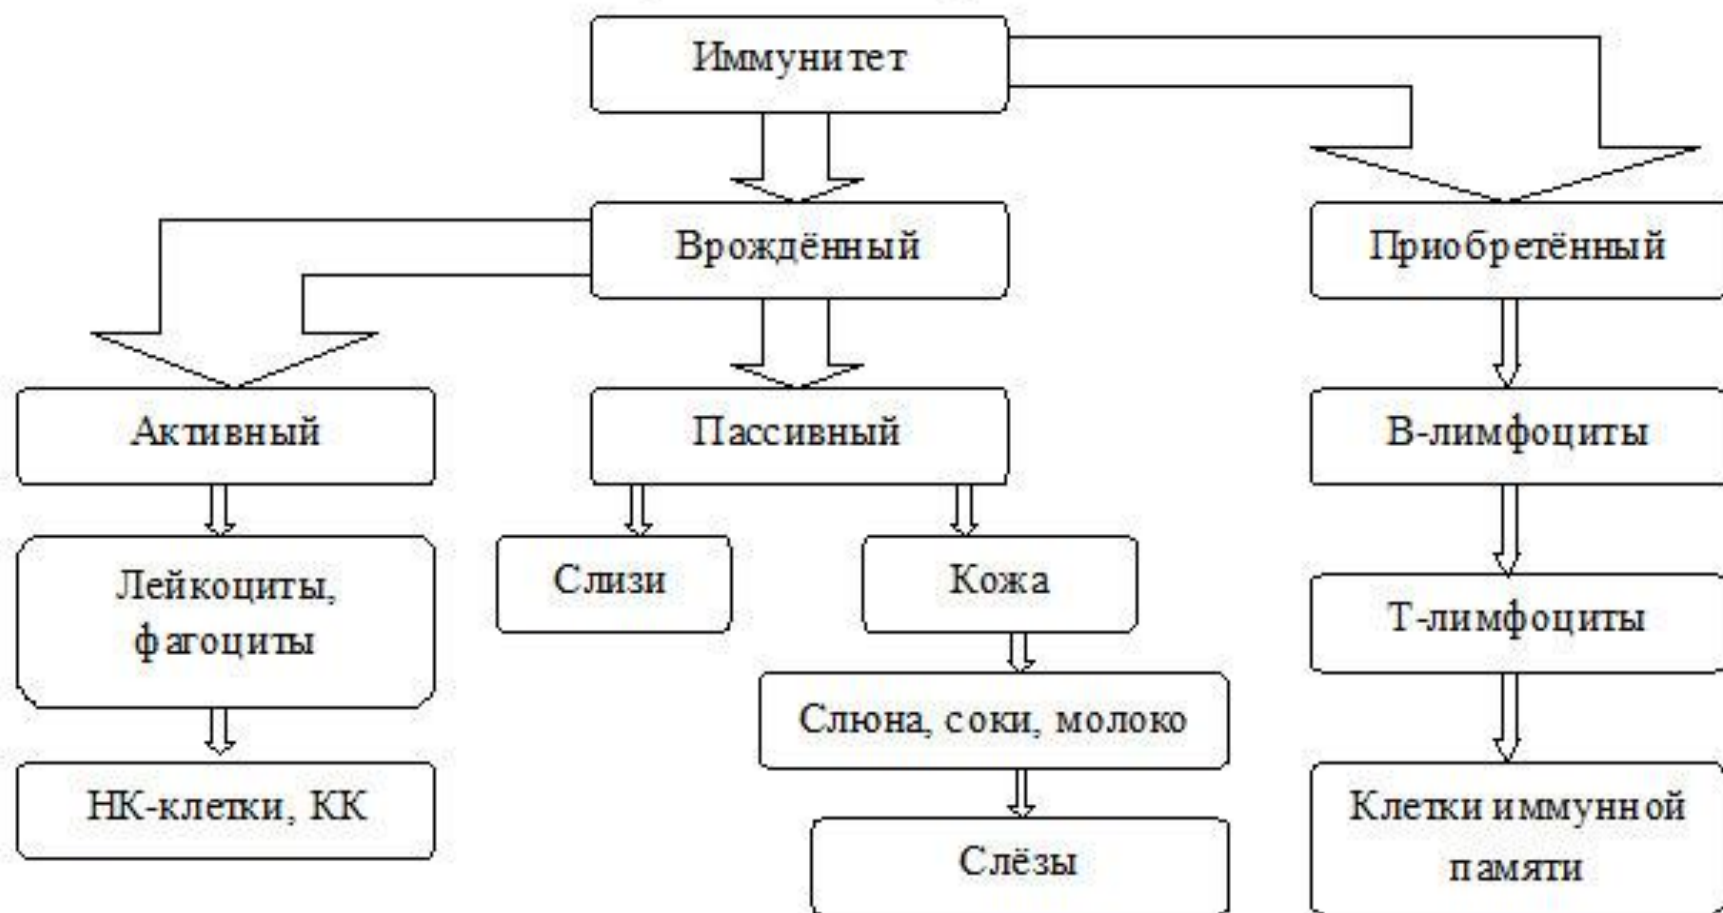 Иммунитет
Врождённый
Приобретённый
Активный
Пассивный
В-лимфоциты
Лейкоциты,
фагоциты
Слизи
Кожа
Т-лимфоциты
Слюна, соки, молоко
НК-клетки, КК
Слёзы
Клетки иммунной
памяти